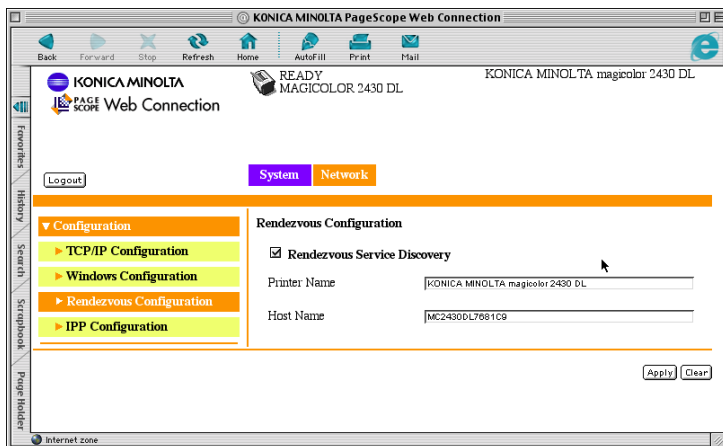 KONICA MINOLTA PageScope Web Connection
Back Forward Stop Refresh Home AutoFill Print Mail
KONICA MINOLTA
PAGE SCOPE Web Connection
READY
MAGICOLOR 2430 DL
KONICA MINOLTA magicolor 2430 DL
Favorites
History
Search
Scrapbook
Page Holder
Logout
System Network
Configuration
TCP/IP Configuration
Windows Configuration
Rendezvous Configuration
IPP Configuration
Rendezvous Configuration
Rendezvous Service Discovery
Printer Name KONICA MINOLTA magicolor 2430 DL
Host Name MC2430DL7681C9
Apply Clear
Internet zone